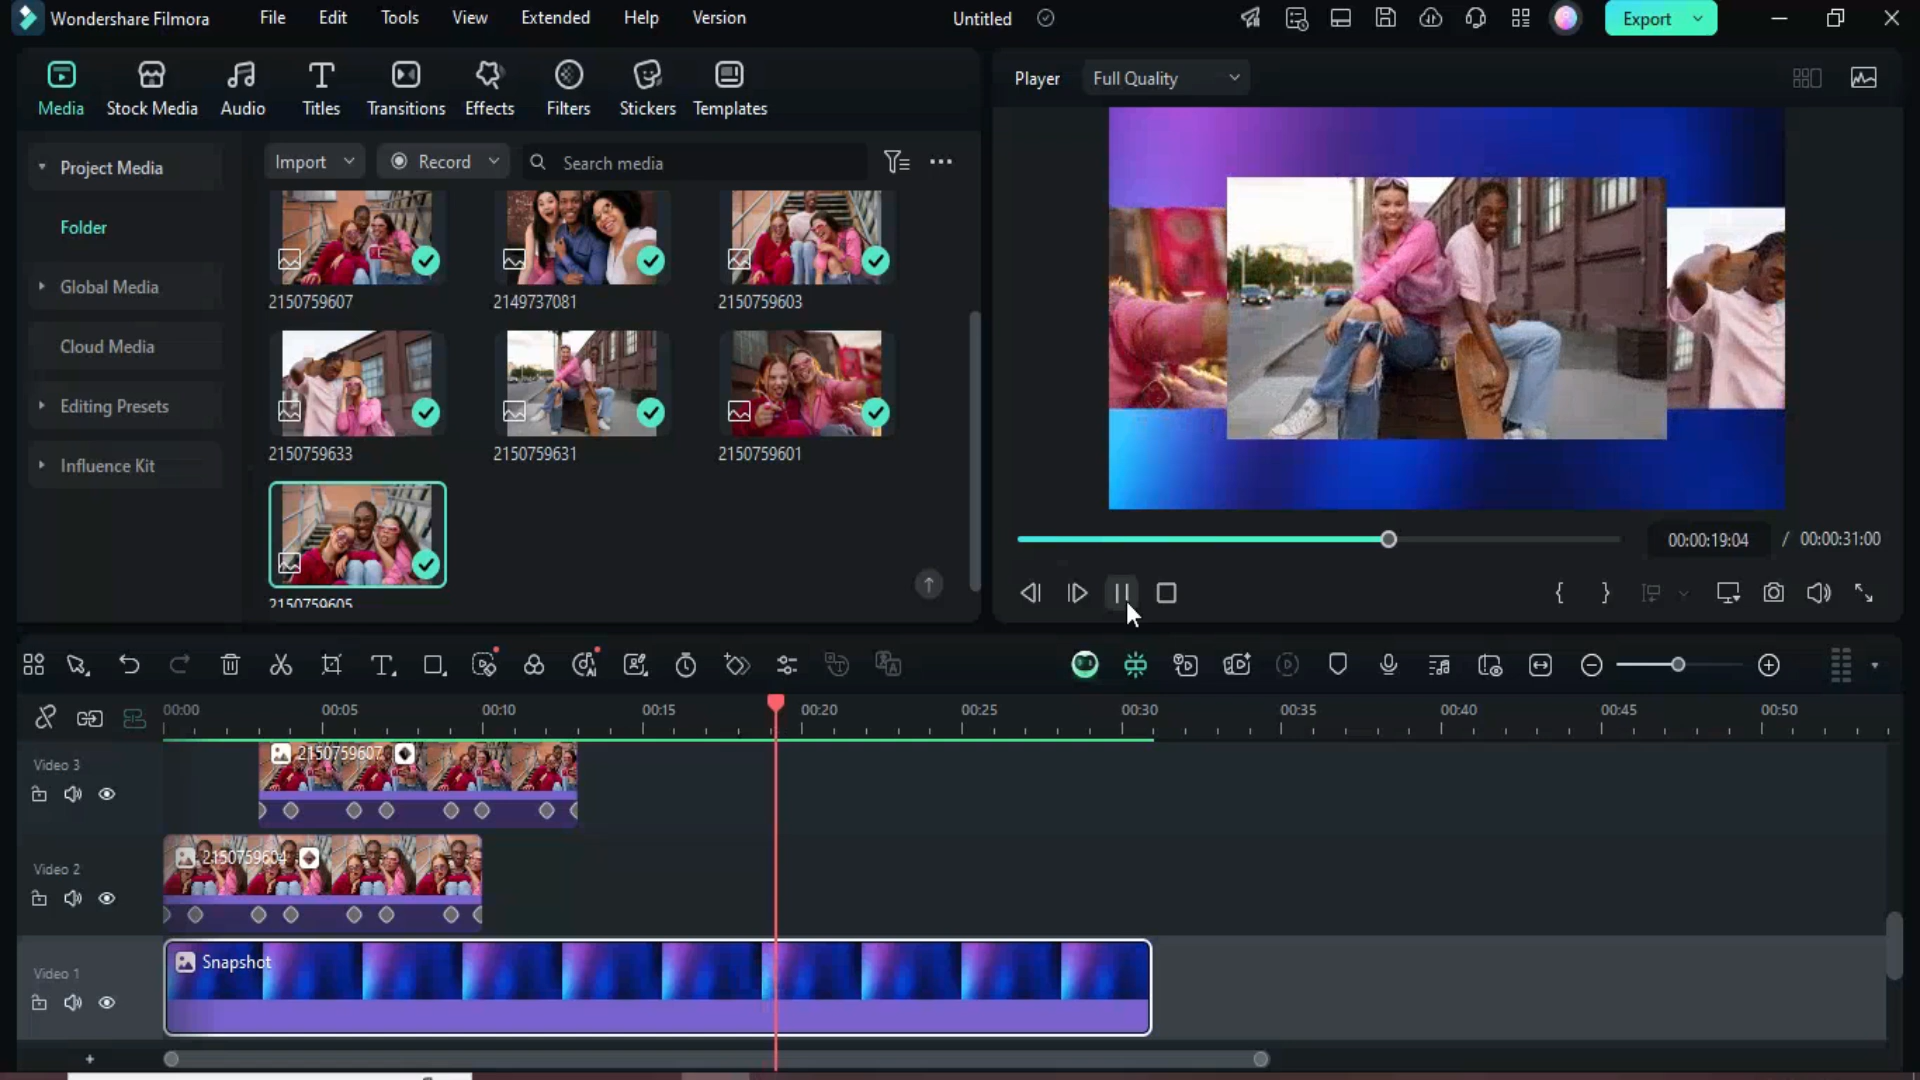 Wondershare Filmora
File Edit Tools View Extended Help Version
Untitled
Export
Media Stock Media Audio Titles Transitions Effects Filters Stickers Templates
Player Full Quality
Project Media
Folder
Global Media
Cloud Media
Editing Presets
Influence Kit
Import Record Search media
2150759607 2149737081 2150759603
2150759633 2150759631 2150759601
2150759605
00:00:19:04 / 00:00:31:00
00:00 00:05 00:10 00:15 00:20 00:25 00:30 00:35 00:40 00:45 00:50
Video 3
2150759607
Video 2
2150759604
Video 1
Snapshot